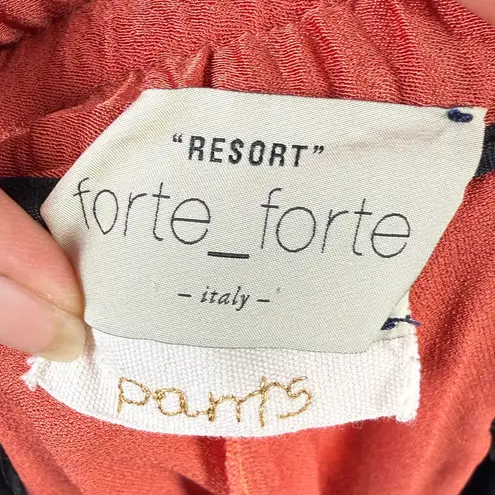 "RESORT"
forte_forte
- italy -
pants